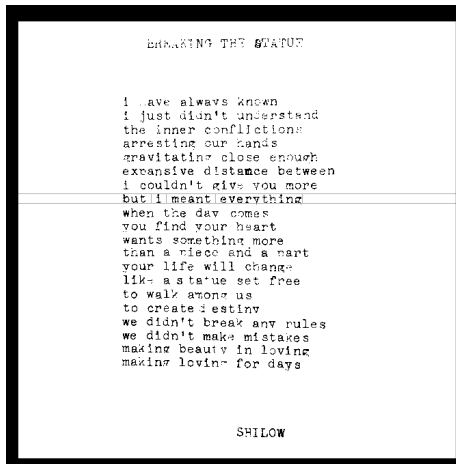 BREAKING THE STATUE
i have always known
i just didn't understand
the inner conflictions
arresting our hands
gravitating close enough
expansive distance between
i couldn't give you more
but i meant everything
when the day comes
you find your heart
wants something more
than a piece and a part
your life will change
like a statue set free
to walk among us
to create destiny
we didn't break any rules
we didn't make mistakes
making beauty in loving
making loving for days
SHILOW